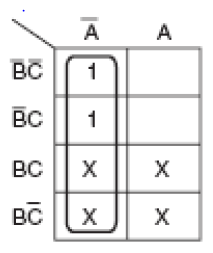 A̅ A
B̅C̅ 1
B̅C 1
BC X X
BC̅ X X